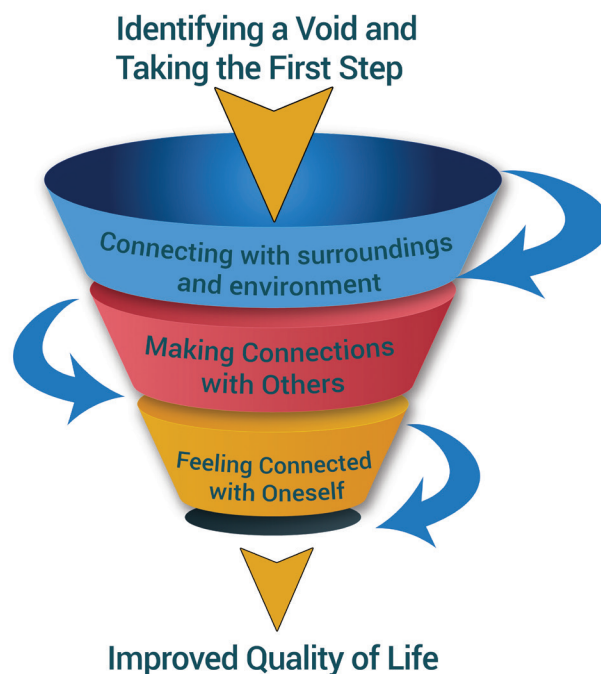 Identifying a Void and
Taking the First Step
Connecting with surroundings
and environment
Making Connections
with Others
Feeling Connected
with Oneself
Improved Quality of Life